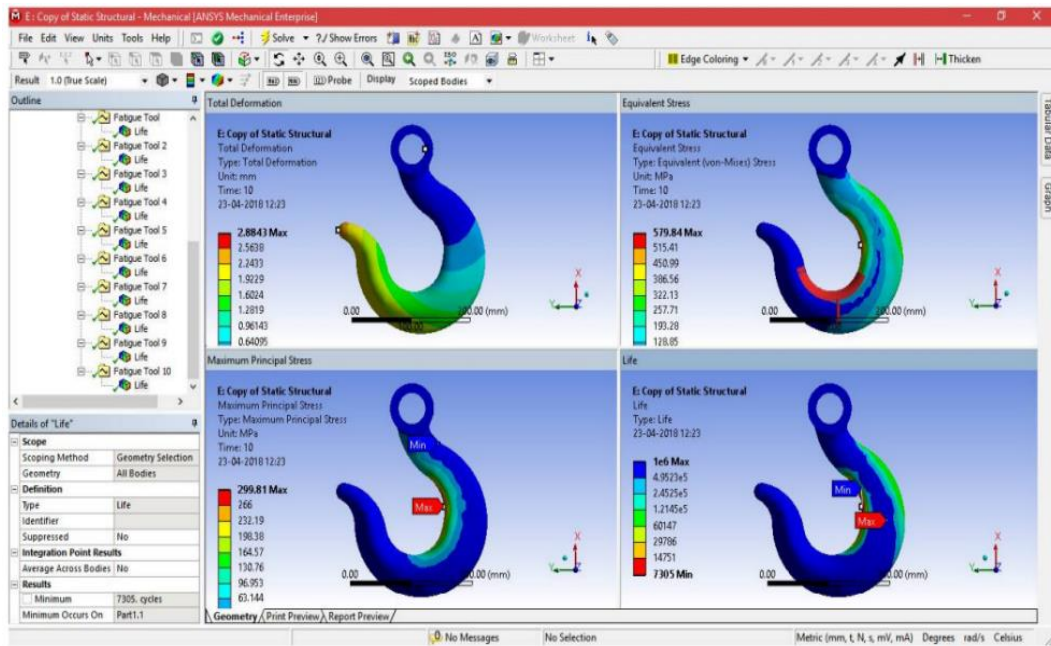 E : Copy of Static Structural - Mechanical [ANSYS Mechanical Enterprise]
File Edit View Units Tools Help Solve ?/ Show Errors Worksheet
Edge Coloring Thicken
Result 1.0 (True Scale) Probe Display Scoped Bodies
Outline
Fatigue Tool
Life
Fatigue Tool 2
Life
Fatigue Tool 3
Life
Fatigue Tool 4
Life
Fatigue Tool 5
Life
Fatigue Tool 6
Life
Fatigue Tool 7
Life
Fatigue Tool 8
Life
Fatigue Tool 9
Life
Fatigue Tool 10
Life
Details of "Life"
Scope
Scoping Method Geometry Selection
Geometry All Bodies
Definition
Type Life
Identifier
Suppressed No
Integration Point Results
Average Across Bodies No
Results
Minimum 7305. cycles
Minimum Occurs On Part1.1
Total Deformation
E: Copy of Static Structural
Total Deformation
Type: Total Deformation
Unit: mm
Time: 10
23-04-2018 12:23
2.8843 Max
2.5638
2.2433
1.9229
1.6024
1.2819
0.96143
0.64095
0.00
200.00 (mm)
100.00
X
Y
Equivalent Stress
E: Copy of Static Structural
Equivalent Stress
Type: Equivalent (von-Mises) Stress
Unit: MPa
Time: 10
23-04-2018 12:23
579.84 Max
515.41
450.99
386.56
322.13
257.71
193.28
128.85
0.00
200.00 (mm)
X
Y
Maximum Principal Stress
E: Copy of Static Structural
Maximum Principal Stress
Type: Maximum Principal Stress
Unit: MPa
Time: 10
23-04-2018 12:23
299.81 Max
266
232.19
198.38
164.57
130.76
96.953
63.144
Min
Max
0.00
200.00 (mm)
X
Y
Life
E: Copy of Static Structural
Life
Type: Life
23-04-2018 12:23
1e6 Max
4.9523e5
2.4525e5
1.2145e5
60147
29786
14751
7305 Min
Min
Max
0.00
200.00 (mm)
X
Y
Geometry Print Preview Report Preview
Tabular Data
Graph
0 No Messages No Selection Metric (mm, t, N, s, mV, mA) Degrees rad/s Celsius